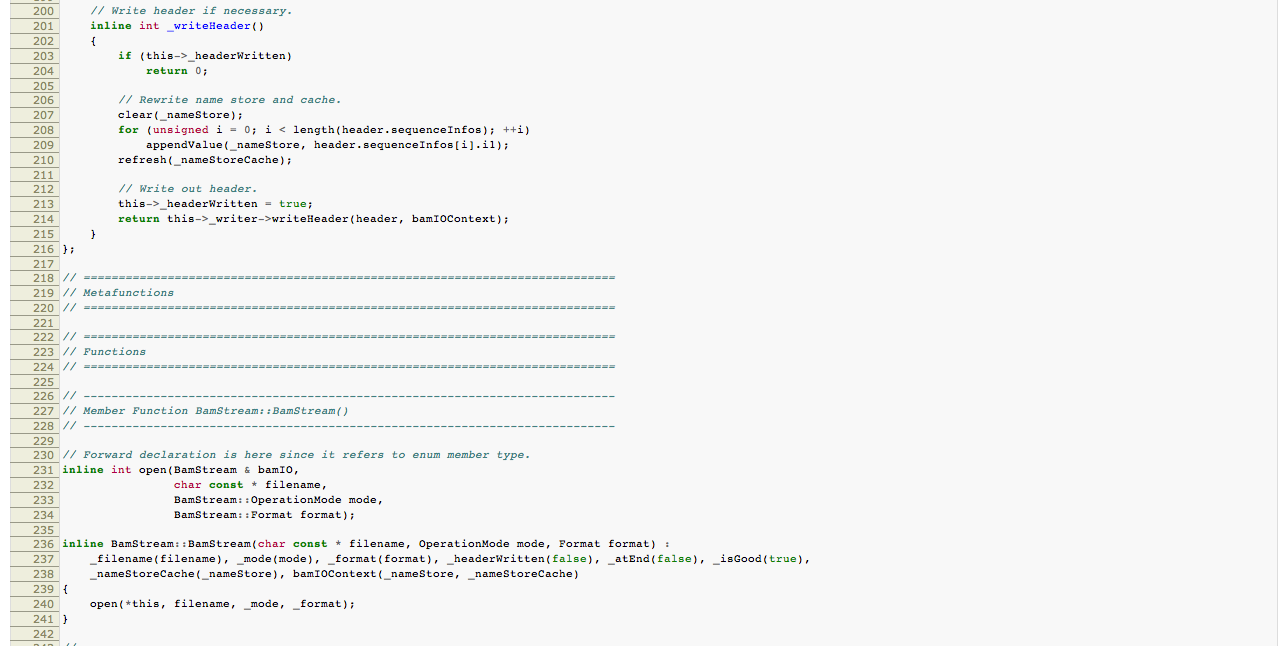 200 // Write header if necessary.
201 inline int _writeHeader()
202 {
203 if (this->_headerWritten)
204 return 0;
205
206 // Rewrite name store and cache.
207 clear(_nameStore);
208 for (unsigned i = 0; i < length(header.sequenceInfos); ++i)
209 appendValue(_nameStore, header.sequenceInfos[i].i1);
210 refresh(_nameStoreCache);
211
212 // Write out header.
213 this->_headerWritten = true;
214 return this->_writer->writeHeader(header, bamIOContext);
215 }
216 };
217
218 // ============================================================================
219 // Metafunctions
220 // ============================================================================
221
222 // ============================================================================
223 // Functions
224 // ============================================================================
225
226 // ----------------------------------------------------------------------------
227 // Member Function BamStream::BamStream()
228 // ----------------------------------------------------------------------------
229
230 // Forward declaration is here since it refers to enum member type.
231 inline int open(BamStream & bamIO,
232 char const * filename,
233 BamStream::OperationMode mode,
234 BamStream::Format format);
235
236 inline BamStream::BamStream(char const * filename, OperationMode mode, Format format) :
237 _filename(filename), _mode(mode), _format(format), _headerWritten(false), _atEnd(false), _isGood(true),
238 _nameStoreCache(_nameStore), bamIOContext(_nameStore, _nameStoreCache)
239 {
240 open(*this, filename, _mode, _format);
241 }
242